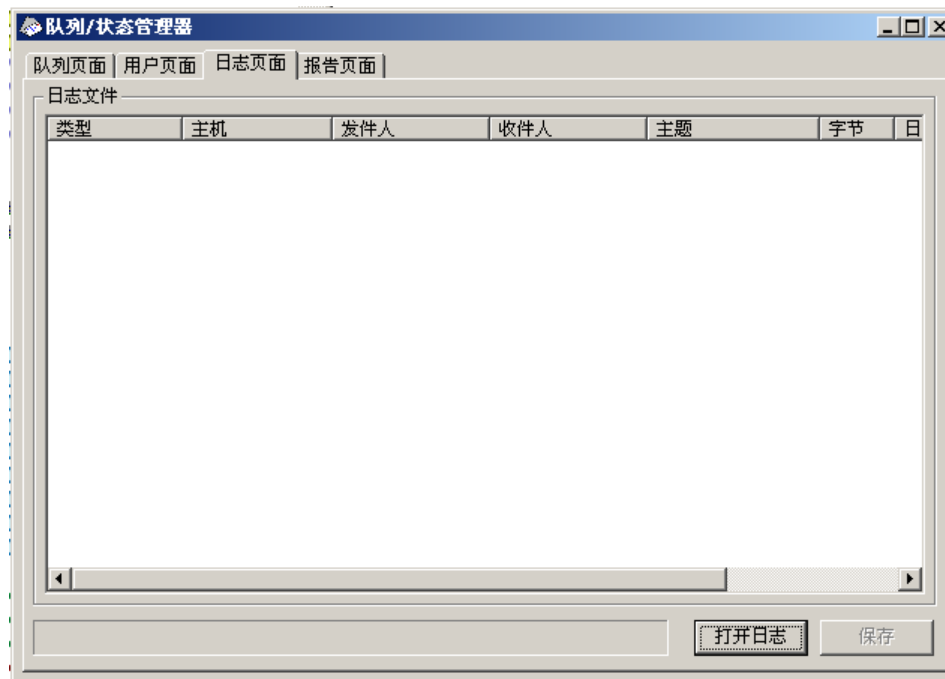 队列/状态管理器
队列页面 用户页面 日志页面 报告页面
日志文件
类型 主机 发件人 收件人 主题 字节 日
打开日志 保存